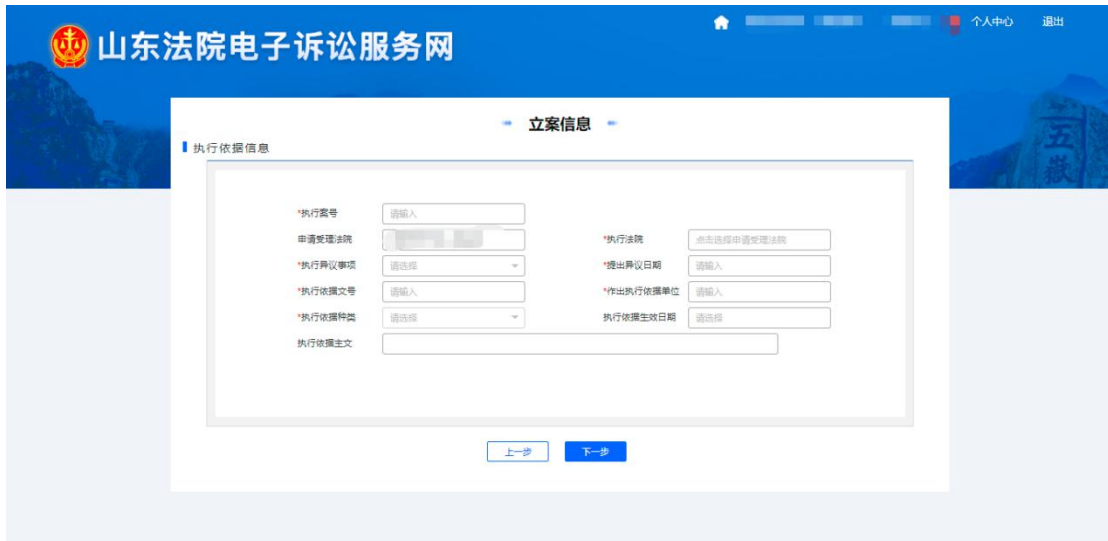 个人中心 退出
山东法院电子诉讼服务网
立案信息
执行依据信息
*执行案号 请输入
申请受理法院 *执行法院 点击选择申请受理法院
*执行异议事项 请选择 *提出异议日期 请输入
*执行依据文号 请输入 *作出执行依据单位 请输入
*执行依据种类 请选择 执行依据生效日期 请选择
执行依据主文
上一步 下一步
五
嶽